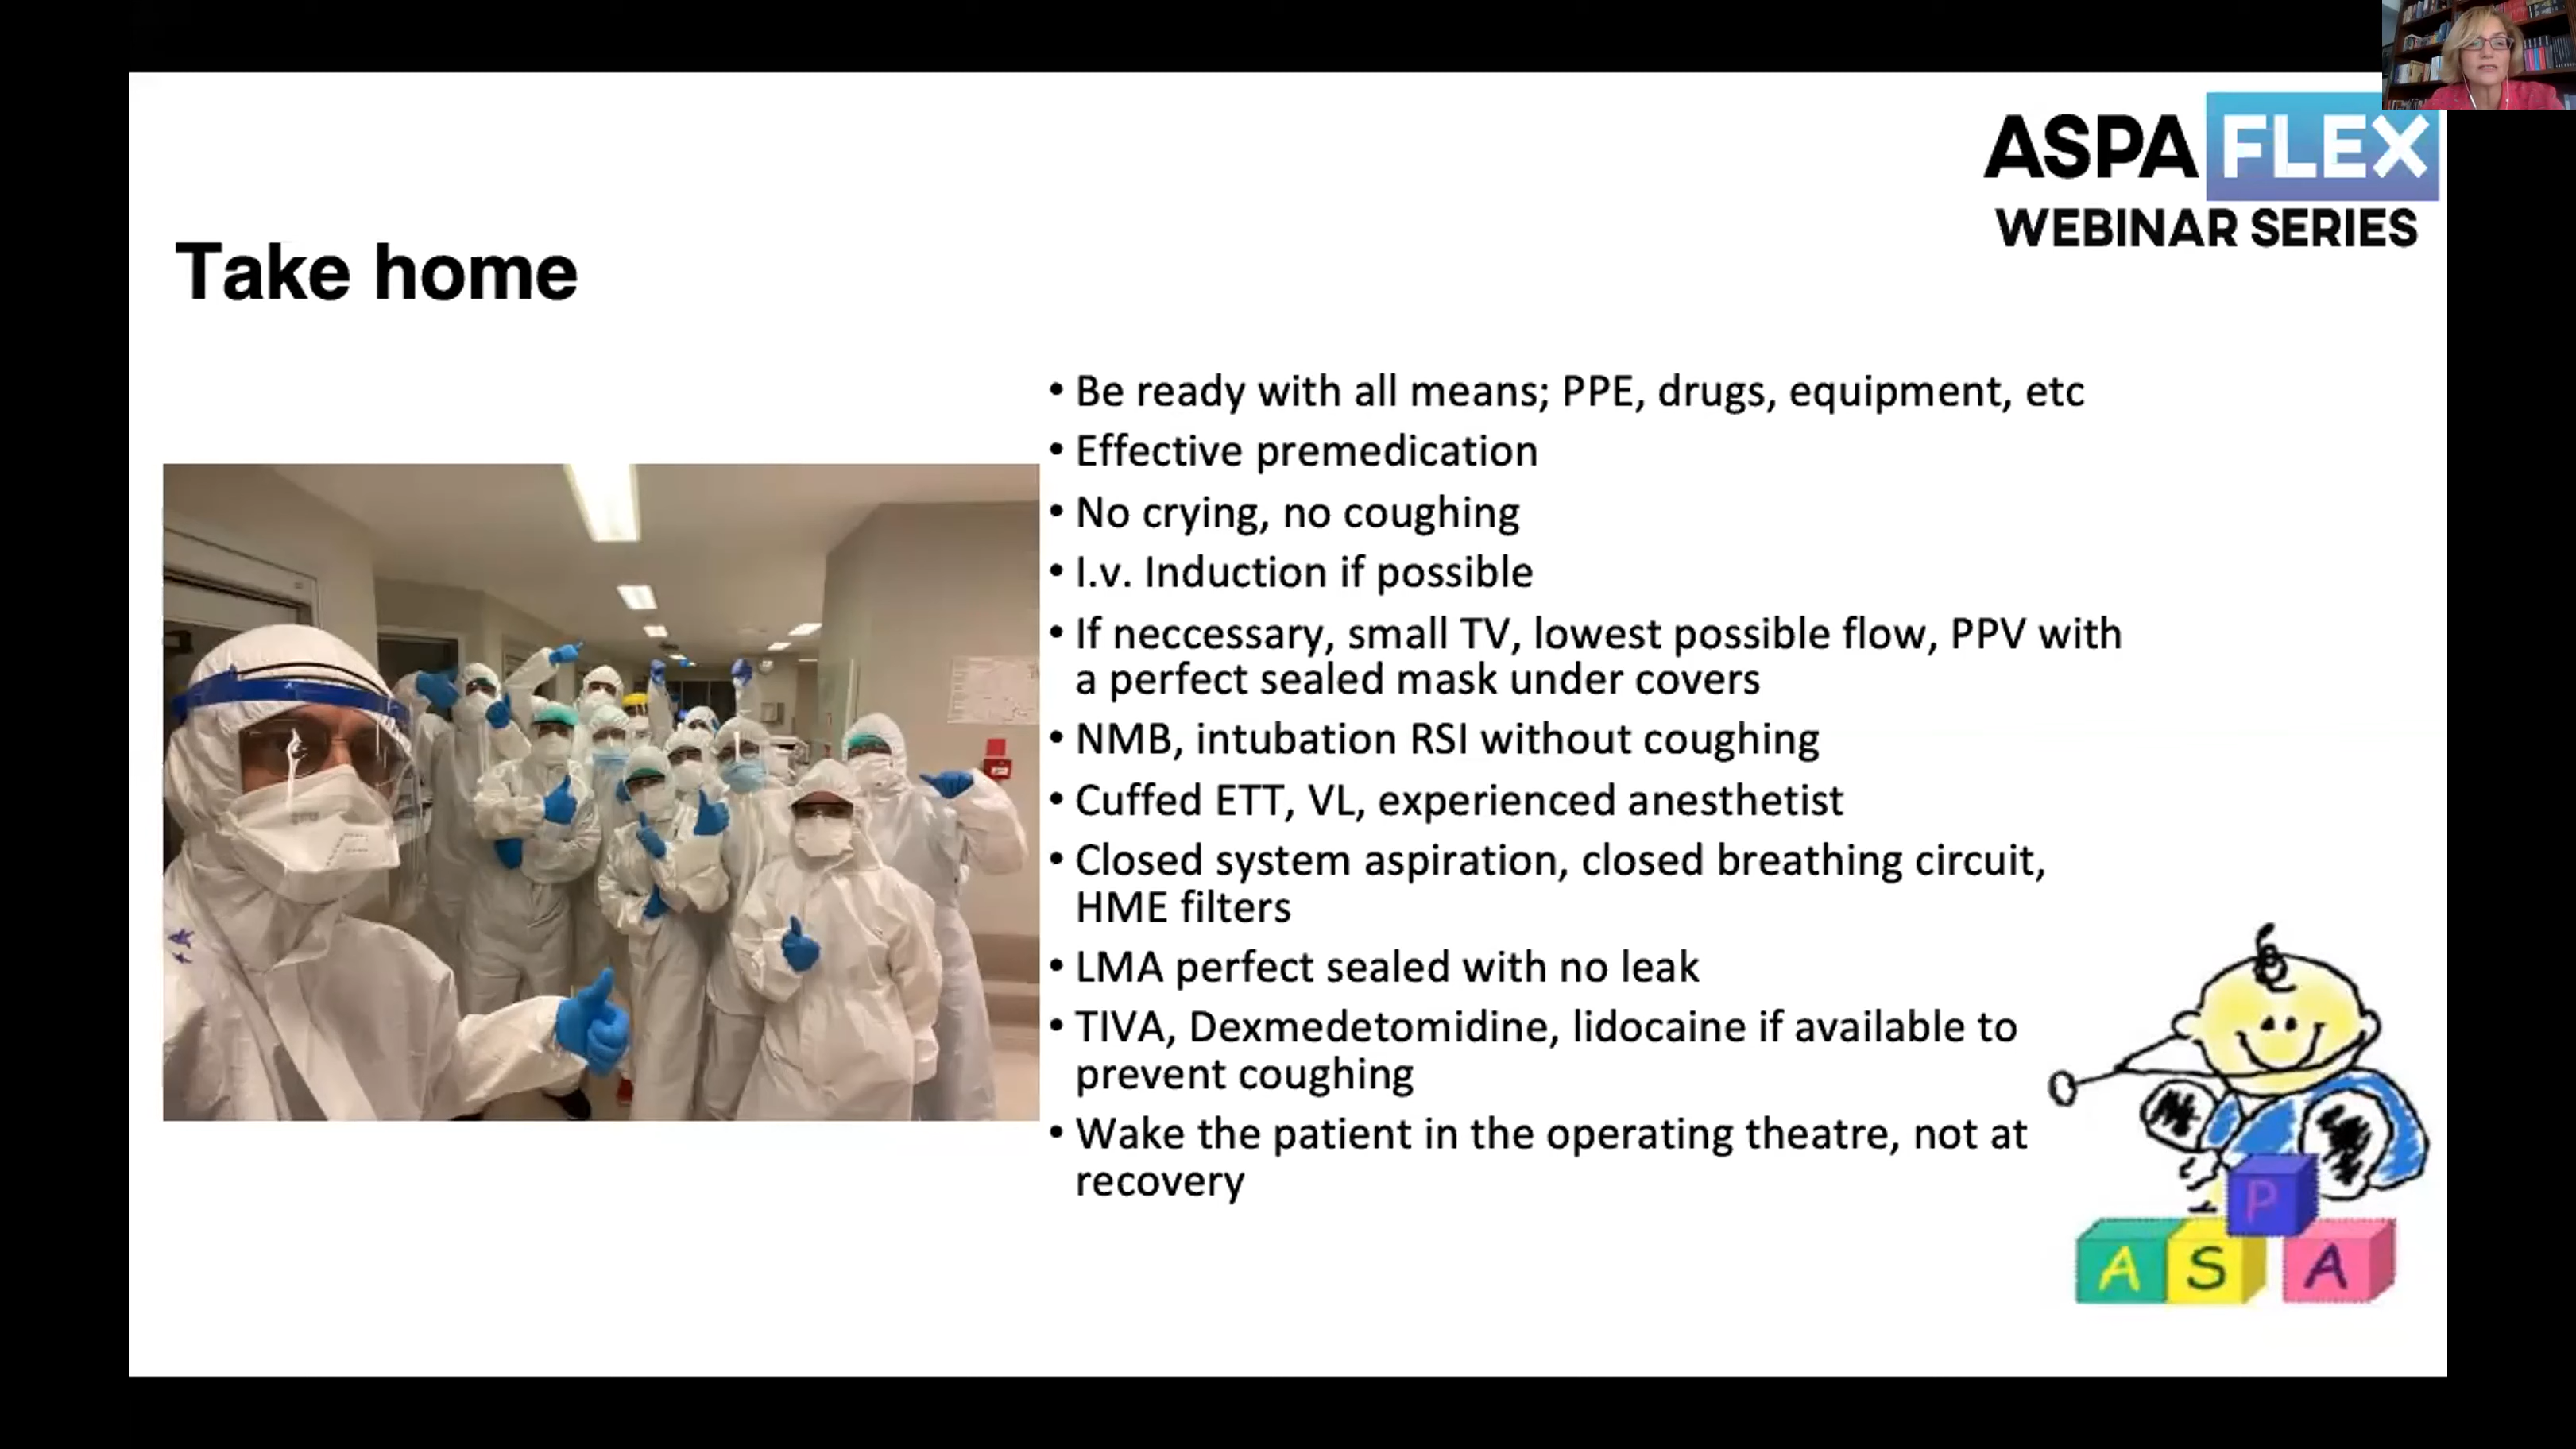 ASPA FLEX
WEBINAR SERIES
Take home
• Be ready with all means; PPE, drugs, equipment, etc
• Effective premedication
• No crying, no coughing
• I.v. Induction if possible
• If neccessary, small TV, lowest possible flow, PPV with
a perfect sealed mask under covers
• NMB, intubation RSI without coughing
• Cuffed ETT, VL, experienced anesthetist
• Closed system aspiration, closed breathing circuit,
HME filters
• LMA perfect sealed with no leak
• TIVA, Dexmedetomidine, lidocaine if available to
prevent coughing
• Wake the patient in the operating theatre, not at
recovery
P
A S A